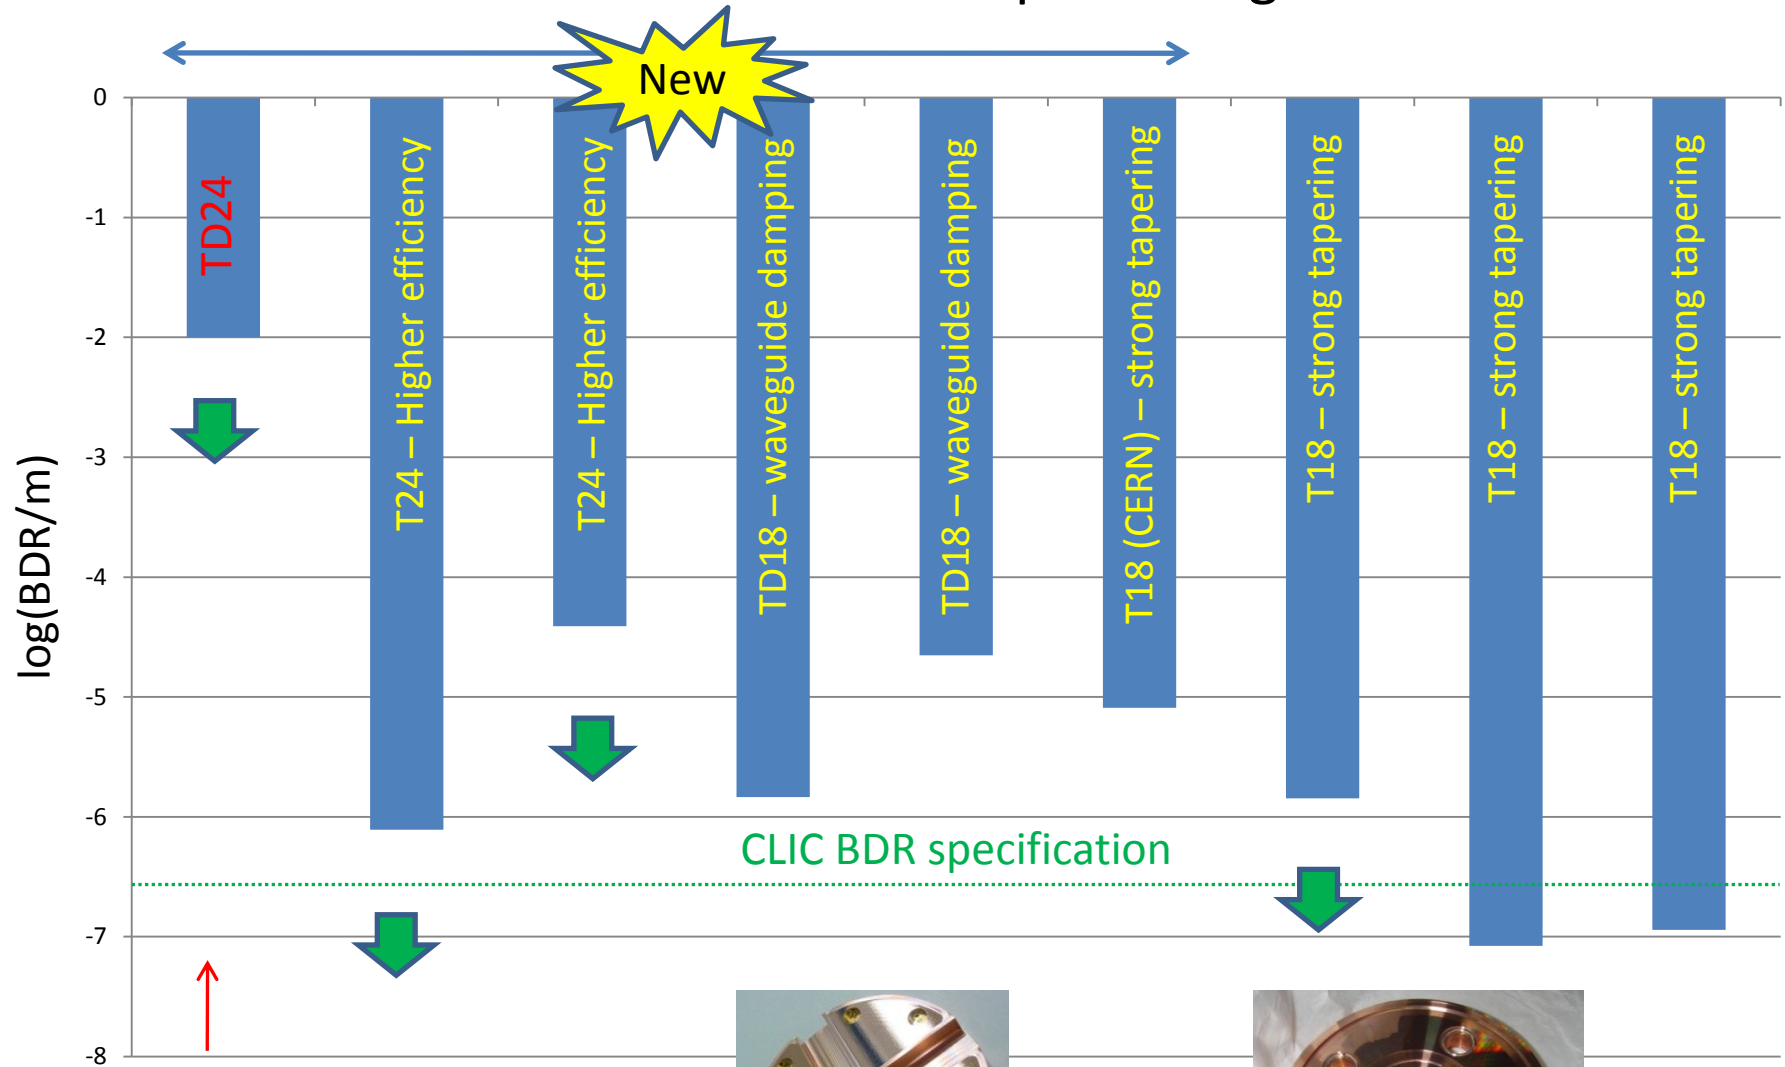 New
0
-1
-2
-3
-4
-5
-6
-7
-8
log(BDR/m)
TD24
T24 – Higher efficiency
T24 – Higher efficiency
TD18 – waveguide damping
TD18 – waveguide damping
T18 (CERN) – strong tapering
T18 – strong tapering
T18 – strong tapering
T18 – strong tapering
CLIC BDR specification